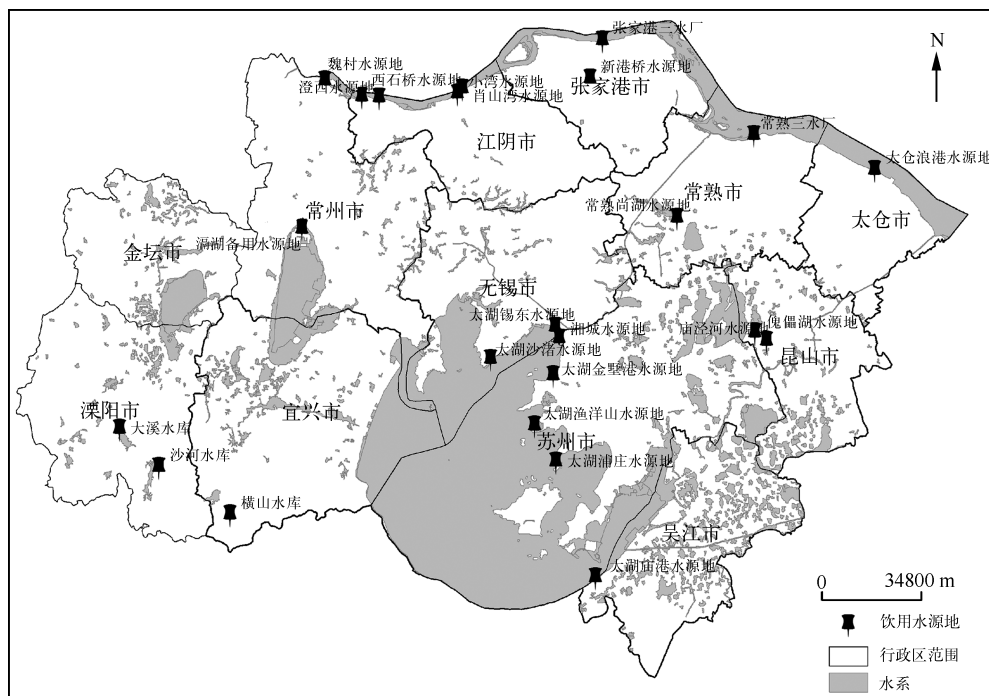 张家港三水厂
N
魏村水源地
澄西水源地
西石桥水源地
小湾水源地
肖山湾水源地
新港桥水源地
张家港市
常熟三水厂
江阴市
太仓浪港水源地
常熟市
常熟尚湖水源地
太仓市
常州市
滆湖备用水源地
金坛市
无锡市
太湖锡东水源地
湘城水源地
庙泾河水源地
傀儡湖水源地
太湖沙渚水源地
昆山市
太湖金墅港水源地
溧阳市
大溪水库
宜兴市
太湖渔洋山水源地
苏州市
沙河水库
太湖浦庄水源地
横山水库
吴江市
太湖庙港水源地
0 34800 m
饮用水源地
行政区范围
水系